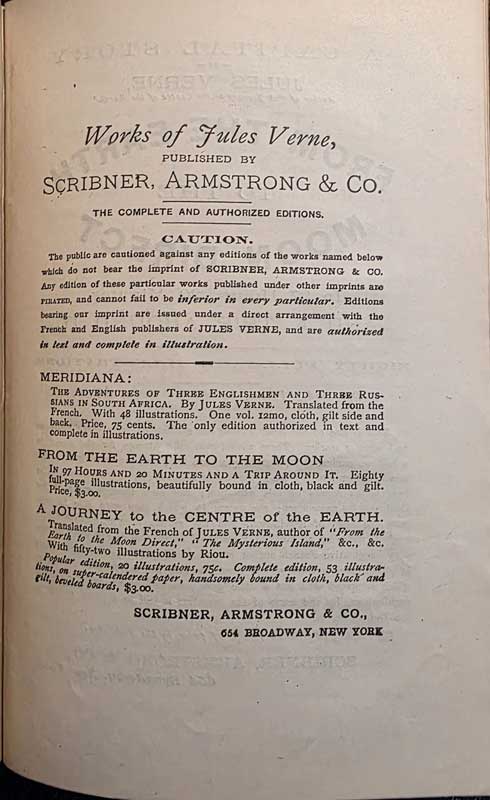 Works of Jules Verne,
PUBLISHED BY
SCRIBNER, ARMSTRONG & CO.
THE COMPLETE AND AUTHORIZED EDITIONS.
CAUTION.
The public are cautioned against any editions of the works named below
which do not bear the imprint of SCRIBNER, ARMSTRONG & CO.
Any edition of these particular works published under other imprints are
PIRATED, and cannot fail to be inferior in every particular. Editions
bearing our imprint are issued under a direct arrangement with the
French and English publishers of JULES VERNE, and are authorized
in text and complete in illustration.
MERIDIANA:
THE ADVENTURES OF THREE ENGLISHMEN AND THREE RUS-
SIANS IN SOUTH AFRICA. By JULES VERNE. Translated from the
French. With 48 illustrations. One vol. 12mo, cloth, gilt side and
back. Price, 75 cents. The only edition authorized in text and
complete in illustrations.
FROM THE EARTH TO THE MOON
IN 97 HOURS AND 20 MINUTES AND A TRIP AROUND IT. Eighty
full-page illustrations, beautifully bound in cloth, black and gilt.
Price, $3.00.
A JOURNEY to the CENTRE of the EARTH.
Translated from the French of JULES VERNE, author of "From the
Earth to the Moon Direct," "The Mysterious Island," &c., &c.
With fifty-two illustrations by Riou.
Popular edition, 20 illustrations, 75c. Complete edition, 53 illustra-
tions, on super-calendered paper, handsomely bound in cloth, black and
gilt, beveled boards, $3.00.
SCRIBNER, ARMSTRONG & CO.,
654 BROADWAY, NEW YORK